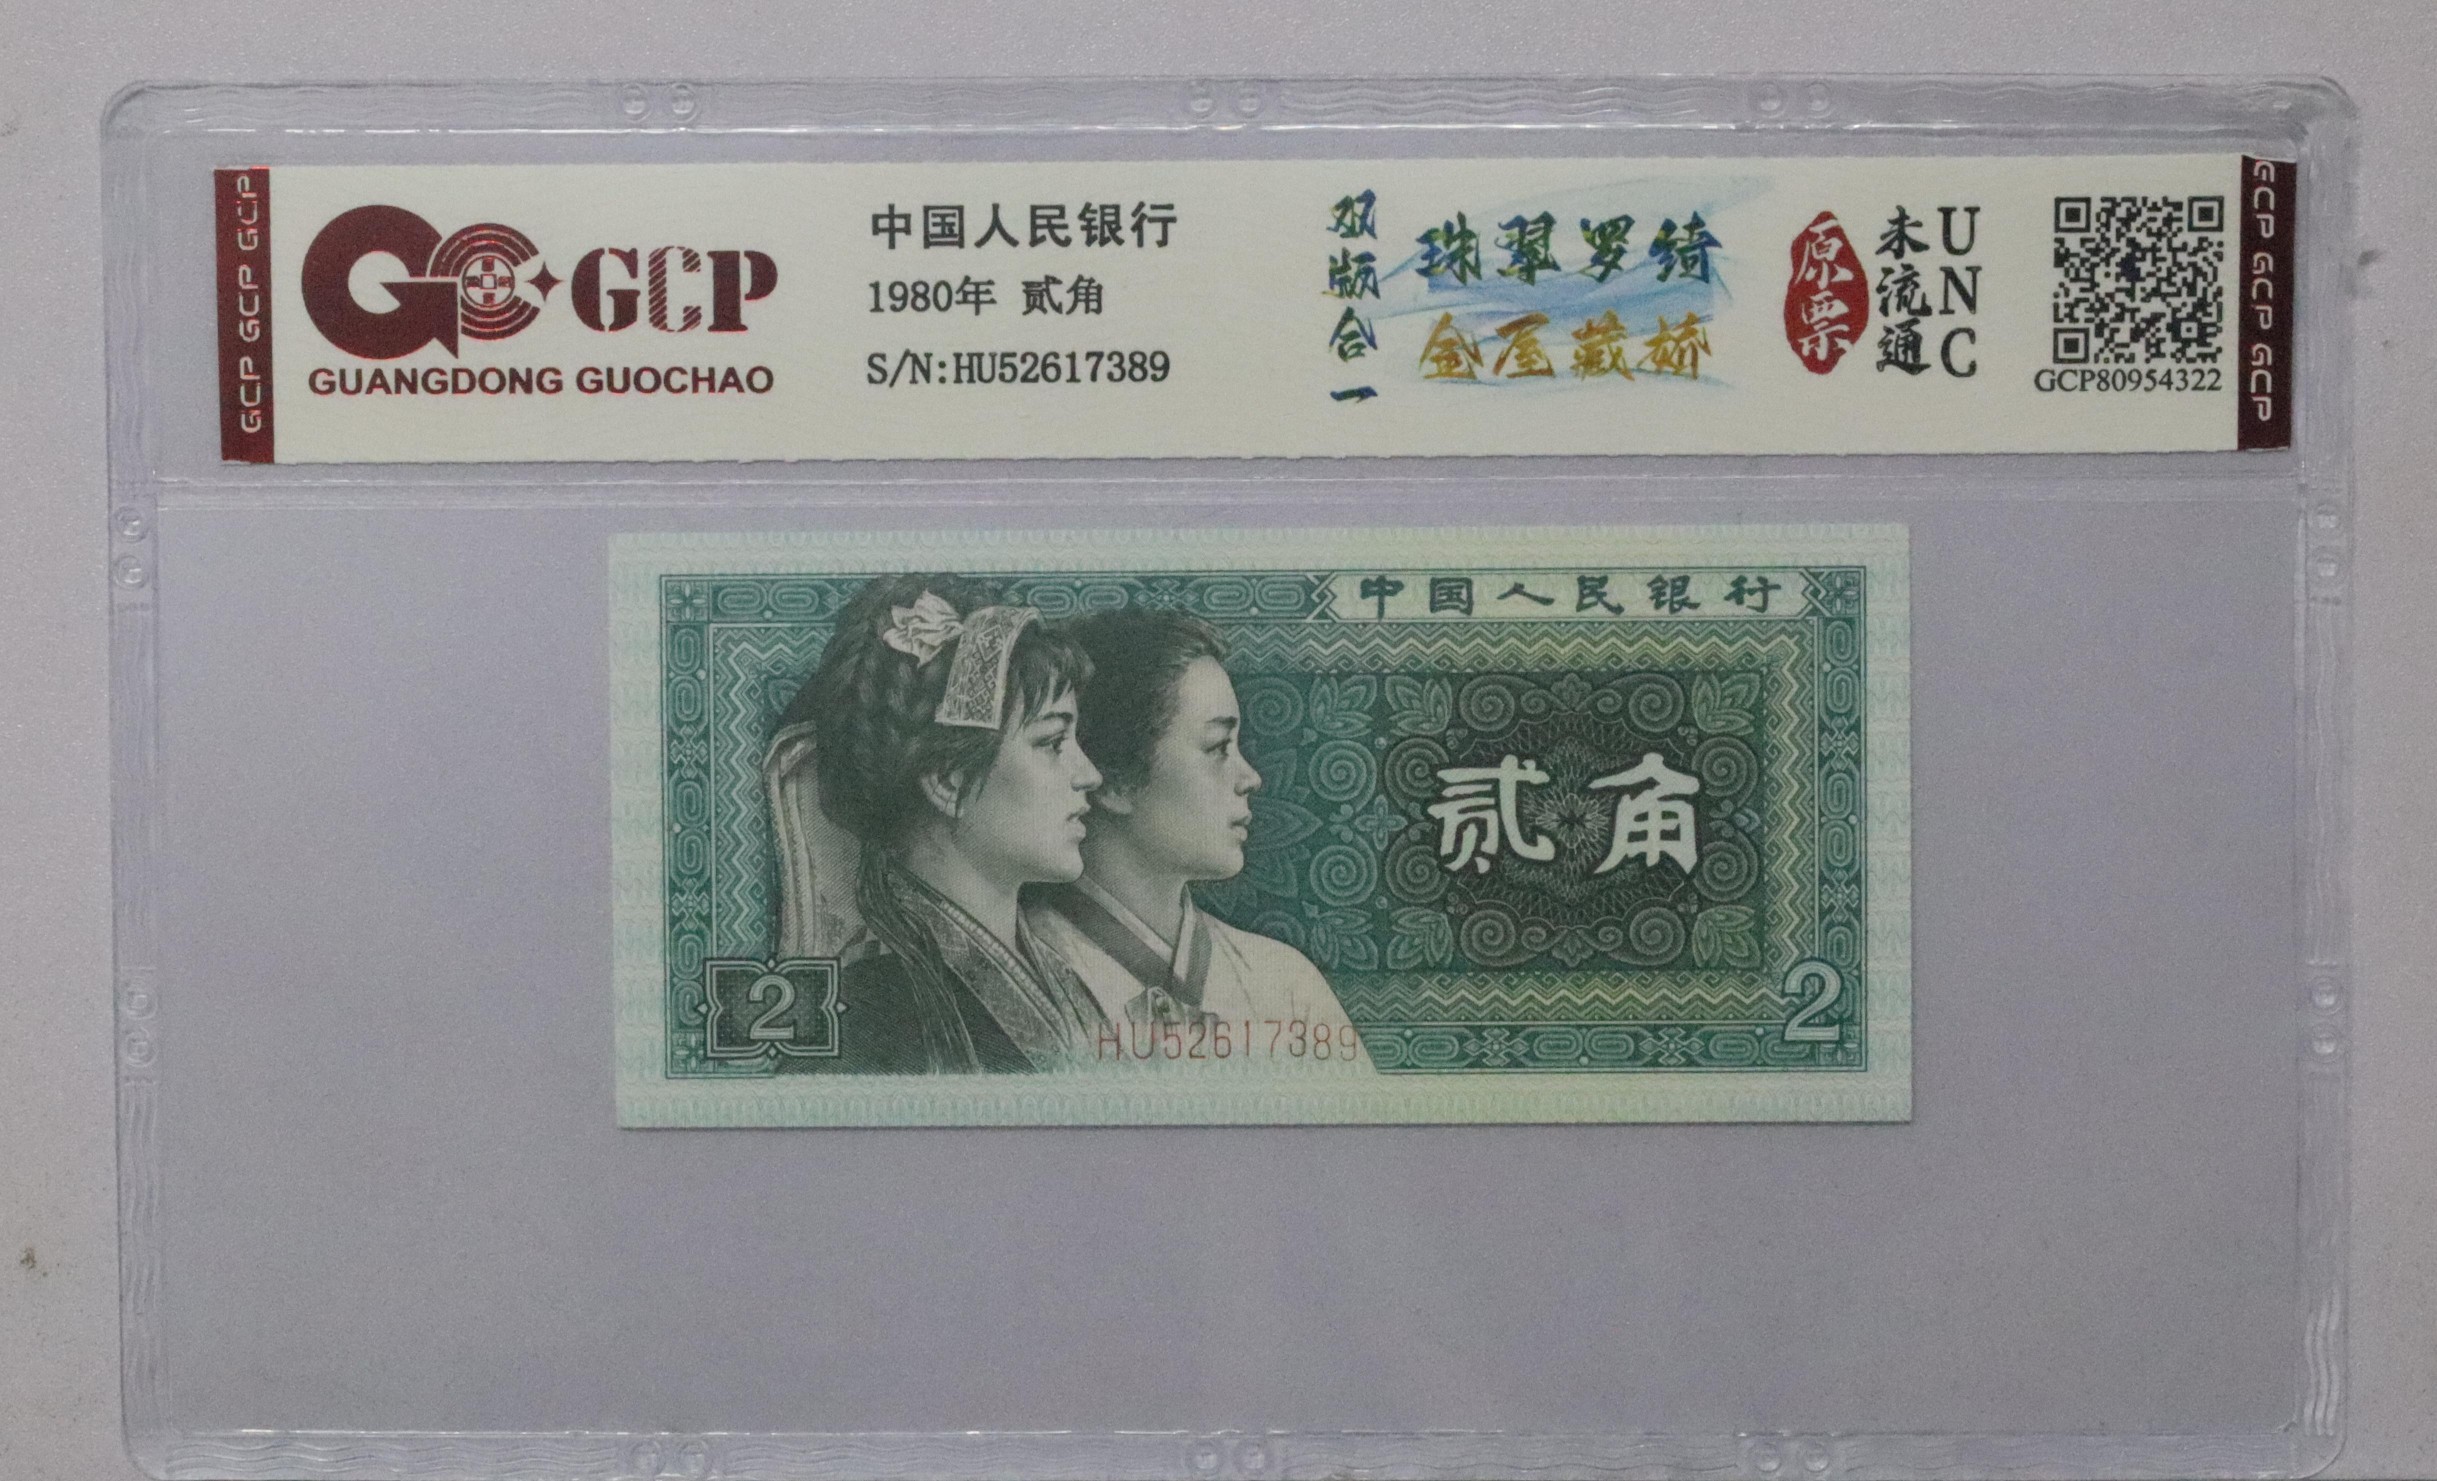 GCP GCP GCP
GCP
GUANGDONG GUOCHAO
中国人民银行
1980年 贰角
S/N:HU52617389
双版合一
珠翠罗绮
金屋藏娇
原票
未流通
UNC
GCP80954322
GCP GCP GCP
中国人民银行
贰角
2
HU52617389
2